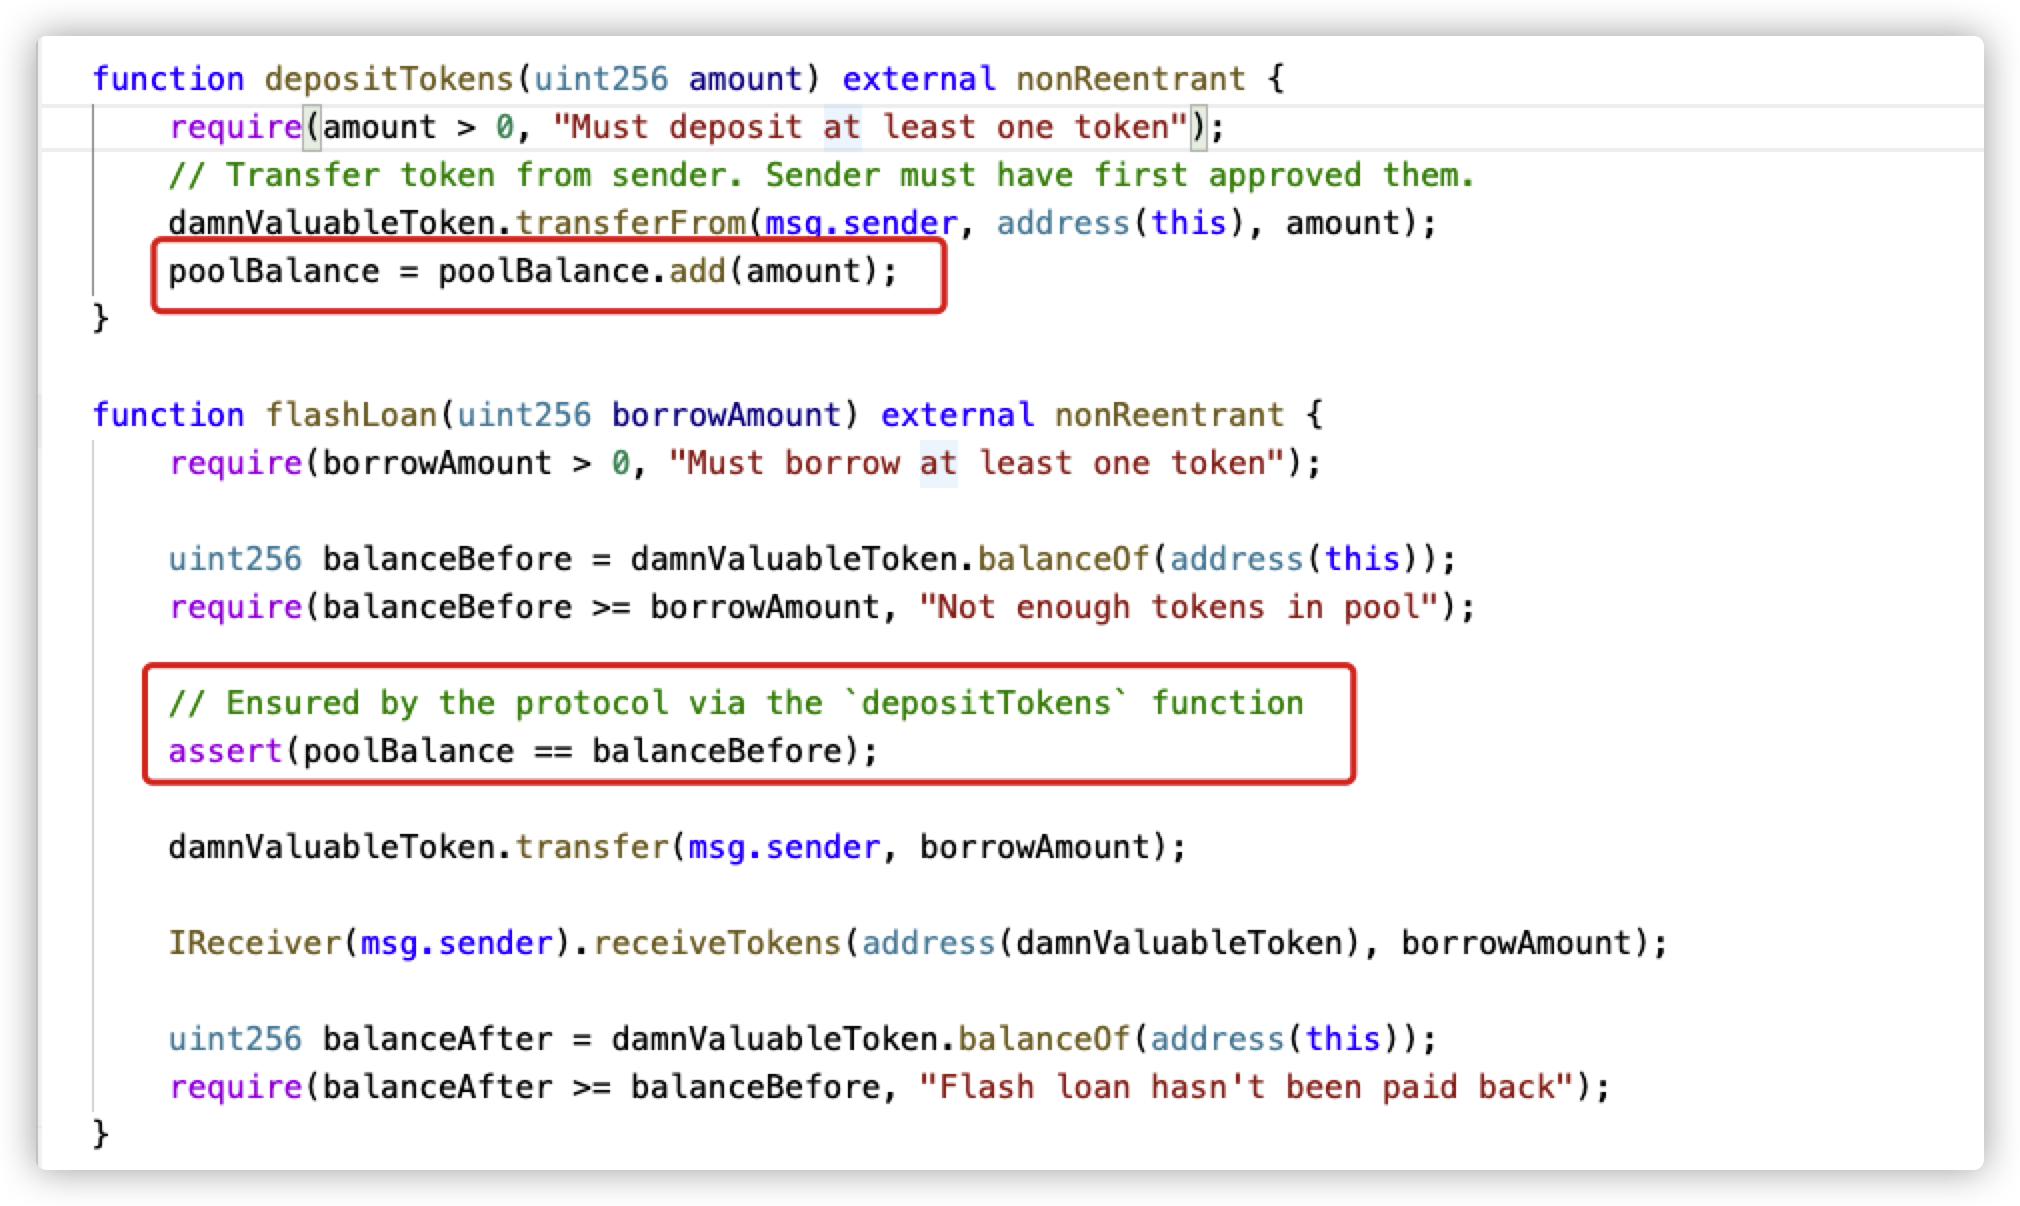 function depositTokens(uint256 amount) external nonReentrant {
require(amount > 0, "Must deposit at least one token");
// Transfer token from sender. Sender must have first approved them.
damnValuableToken.transferFrom(msg.sender, address(this), amount);
poolBalance = poolBalance.add(amount);
}
function flashLoan(uint256 borrowAmount) external nonReentrant {
require(borrowAmount > 0, "Must borrow at least one token");
uint256 balanceBefore = damnValuableToken.balanceOf(address(this));
require(balanceBefore >= borrowAmount, "Not enough tokens in pool");
// Ensured by the protocol via the `depositTokens` function
assert(poolBalance == balanceBefore);
damnValuableToken.transfer(msg.sender, borrowAmount);
IReceiver(msg.sender).receiveTokens(address(damnValuableToken), borrowAmount);
uint256 balanceAfter = damnValuableToken.balanceOf(address(this));
require(balanceAfter >= balanceBefore, "Flash loan hasn't been paid back");
}